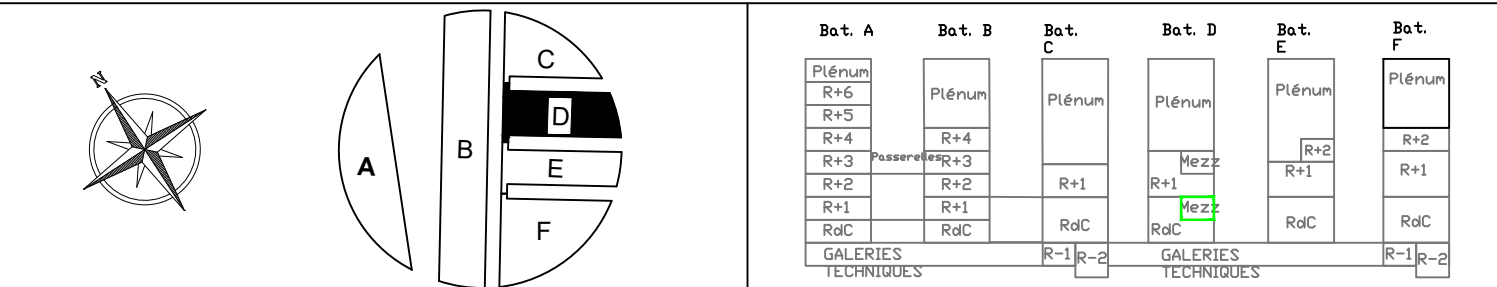 N
A
B
C
D
E
F
Bat. A
Plénum
R+6
R+5
R+4
R+3
R+2
R+1
RdC
Passerelles
Bat. B
Plénum
R+4
R+3
R+2
R+1
RdC
Bat.
C
Plénum
R+1
RdC
R-1
R-2
Bat. D
Plénum
Mezz
R+1
Mezz
RdC
Bat.
E
Plénum
R+2
R+1
RdC
Bat.
F
Plénum
R+2
R+1
RdC
R-1
R-2
GALERIES
TECHNIQUES
GALERIES
TECHNIQUES